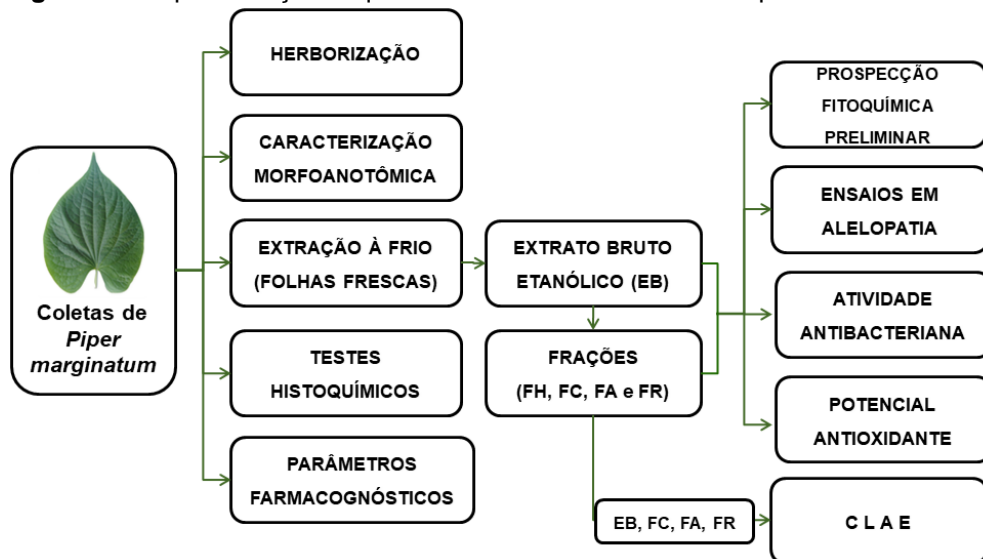 HERBORIZAÇÃO
CARACTERIZAÇÃO
MORFOANOTÔMICA
Coletas de
Piper
marginatum
EXTRAÇÃO À FRIO
(FOLHAS FRESCAS)
TESTES
HISTOQUÍMICOS
PARÂMETROS
FARMACOGNÓSTICOS
EXTRATO BRUTO
ETANÓLICO (EB)
FRAÇÕES
(FH, FC, FA e FR)
EB, FC, FA, FR
PROSPECÇÃO
FITOQUÍMICA
PRELIMINAR
ENSAIOS EM
ALELOPATIA
ATIVIDADE
ANTIBACTERIANA
POTENCIAL
ANTIOXIDANTE
C L A E